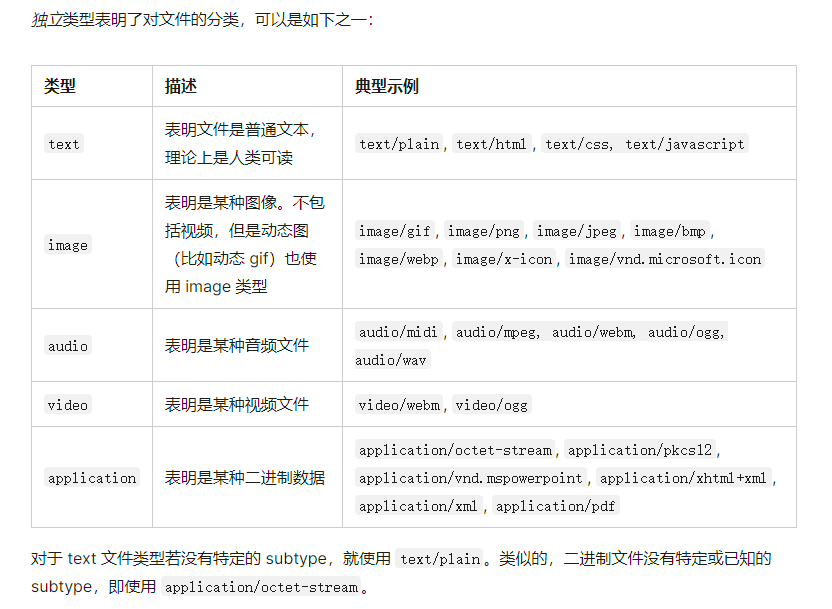 独立类型表明了对文件的分类，可以是如下之一：
类型 描述 典型示例
text
表明文件是普通文本，
理论上是人类可读
text/plain, text/html, text/css, text/javascript
image
表明是某种图像。不包
括视频，但是动态图
（比如动态 gif）也使
用 image 类型
image/gif, image/png, image/jpeg, image/bmp,
image/webp, image/x-icon, image/vnd.microsoft.icon
audio
表明是某种音频文件
audio/midi, audio/mpeg, audio/webm, audio/ogg,
audio/wav
video
表明是某种视频文件
video/webm, video/ogg
application
表明是某种二进制数据
application/octet-stream, application/pkcs12,
application/vnd.mspowerpoint, application/xhtml+xml,
application/xml, application/pdf
对于 text 文件类型若没有特定的 subtype，就使用 text/plain。类似的，二进制文件没有特定或已知的
subtype，即使用 application/octet-stream。